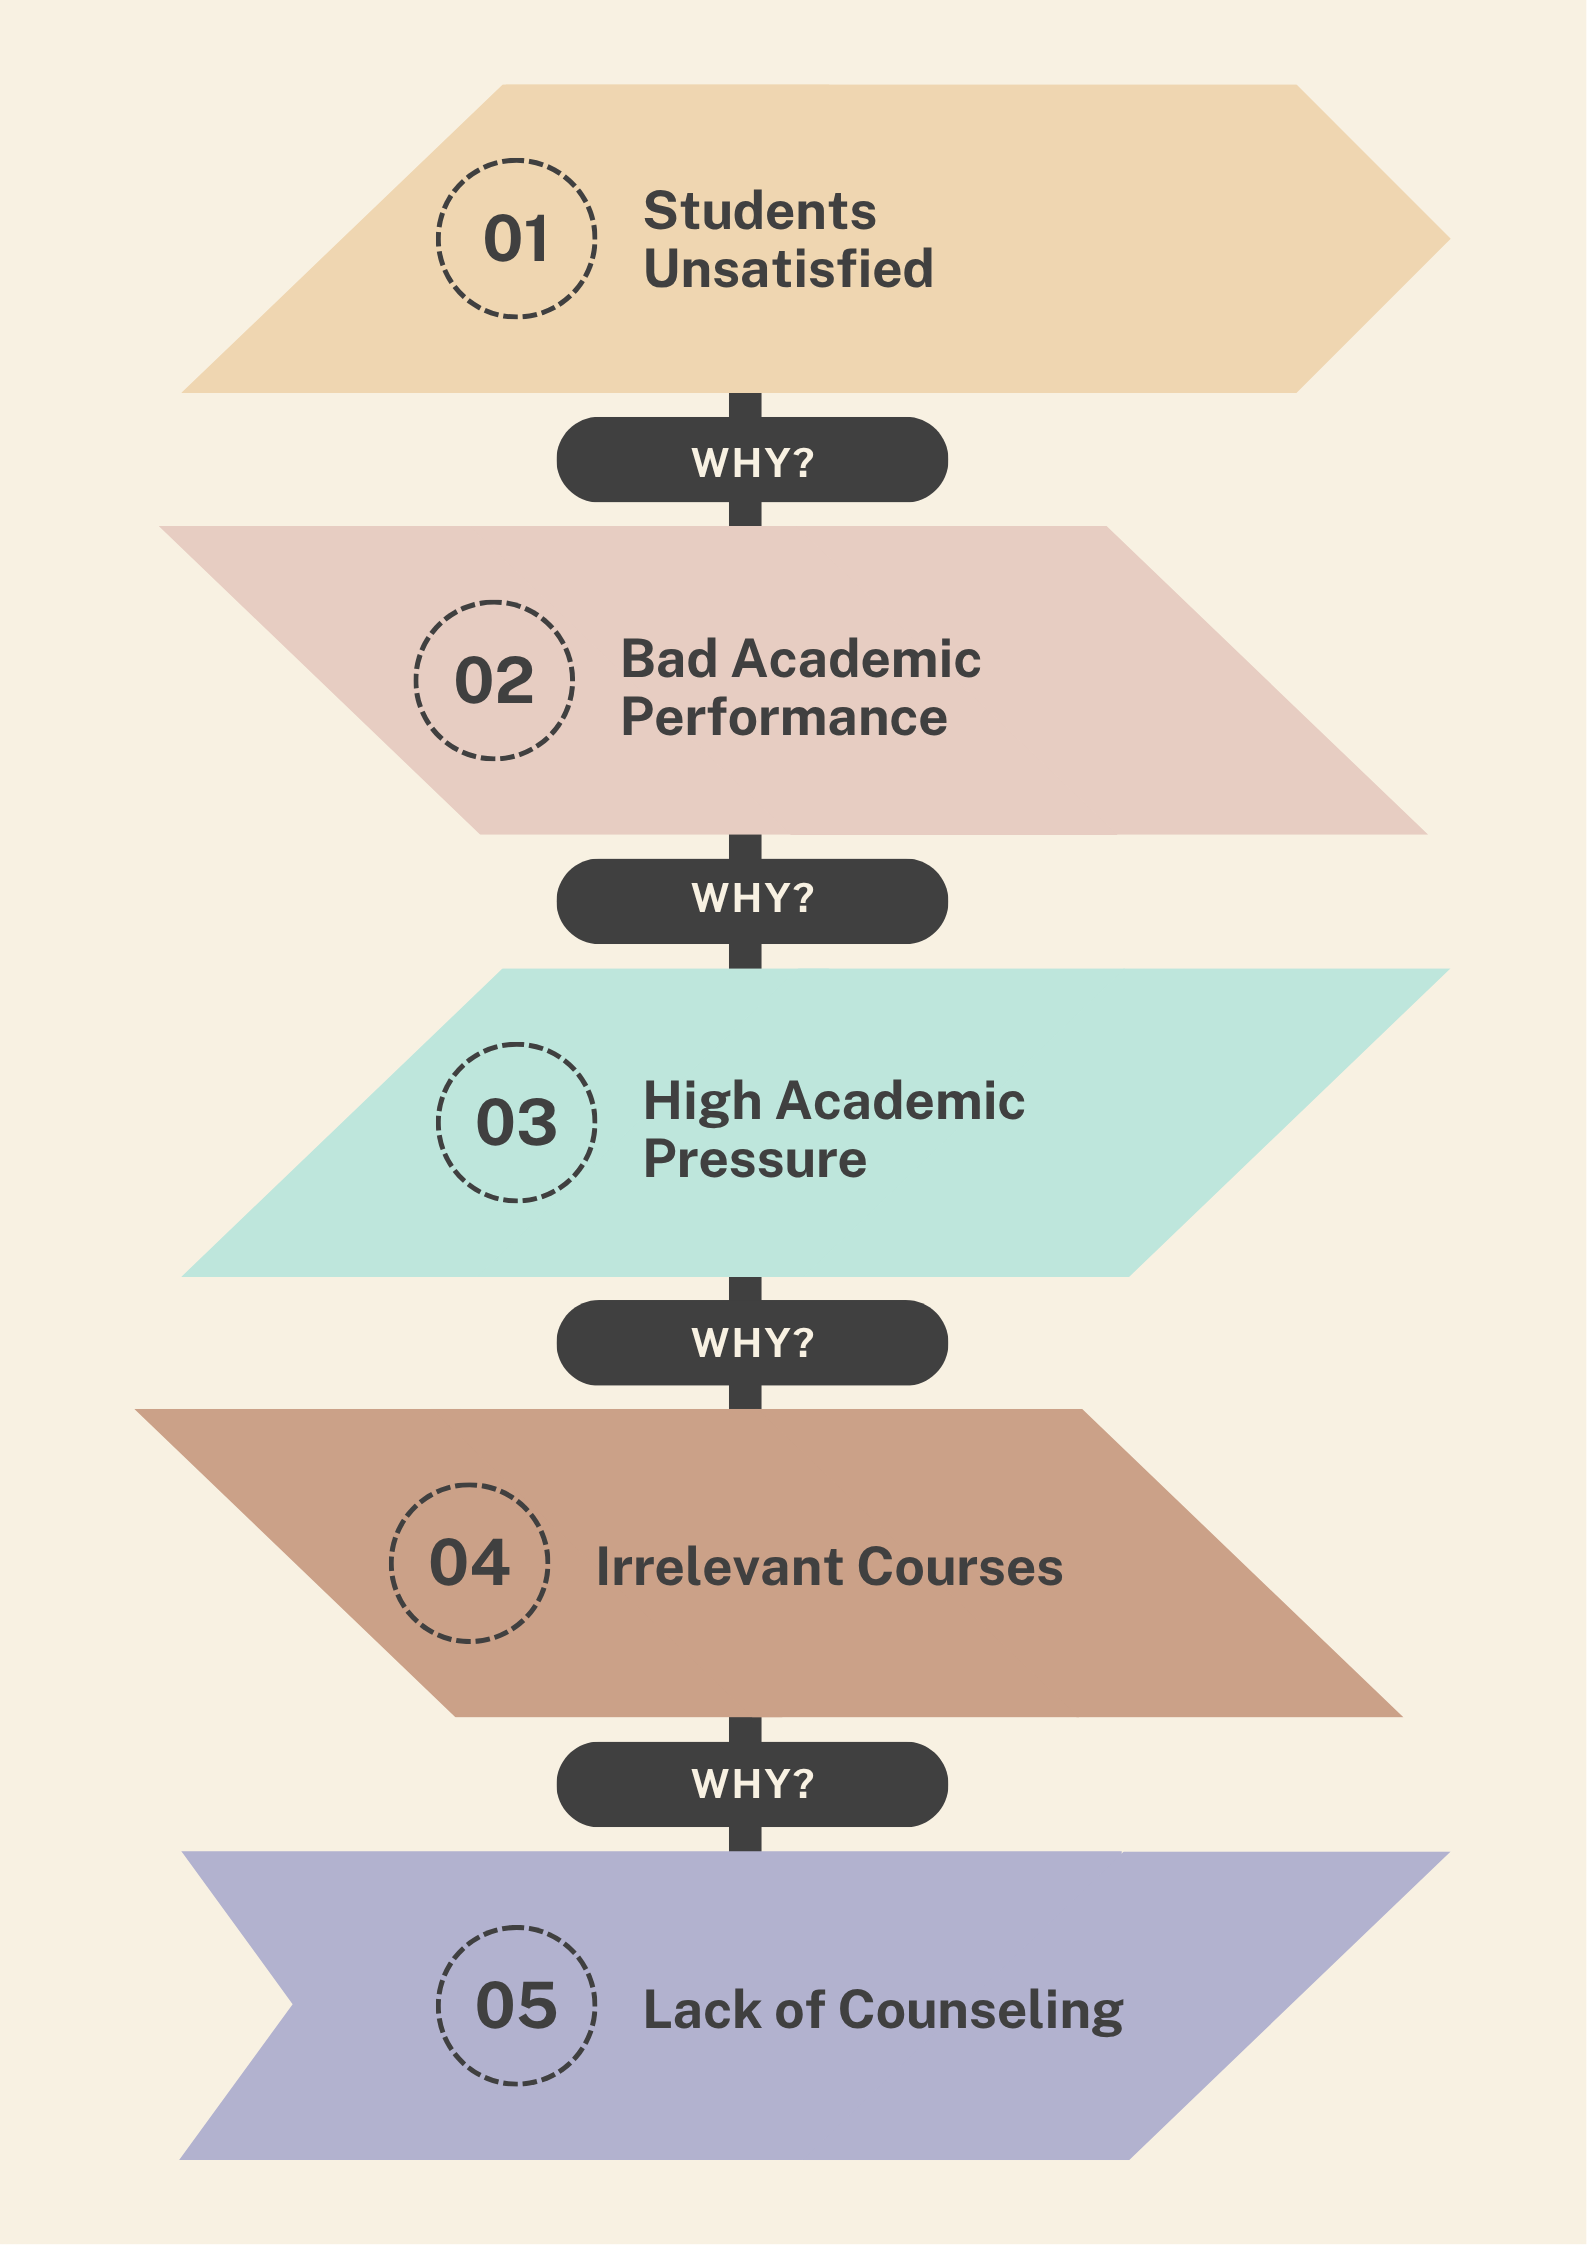 01
Students
Unsatisfied
WHY?
02
Bad Academic
Performance
WHY?
03
High Academic
Pressure
WHY?
04
Irrelevant Courses
WHY?
05
Lack of Counseling